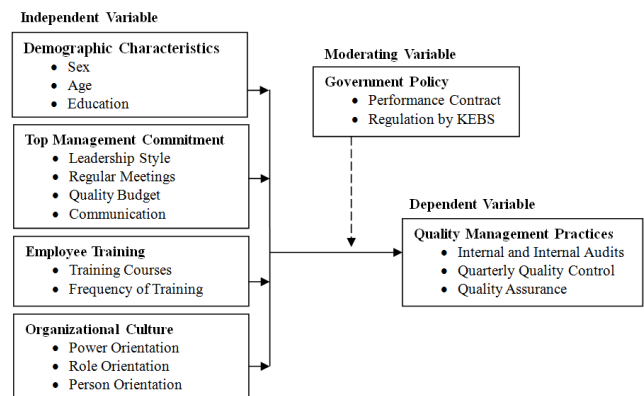 Independent Variable
Demographic Characteristics
• Sex
• Age
• Education
Top Management Commitment
• Leadership Style
• Regular Meetings
• Quality Budget
• Communication
Employee Training
• Training Courses
• Frequency of Training
Organizational Culture
• Power Orientation
• Role Orientation
• Person Orientation
Moderating Variable
Government Policy
• Performance Contract
• Regulation by KEBS
Dependent Variable
Quality Management Practices
• Internal and Internal Audits
• Quarterly Quality Control
• Quality Assurance